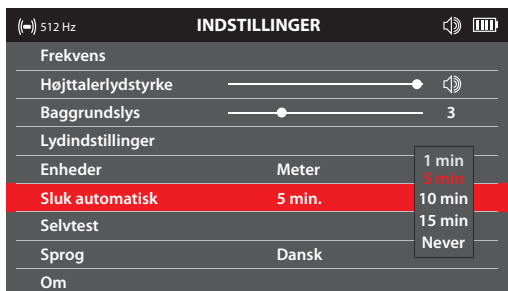 512 Hz INDSTILLINGER
Frekvens
Højttalerlydstyrke
Baggrundslys 3
Lydindstillinger
Enheder Meter
Sluk automatisk 5 min.
Selvtest
Sprog Dansk
Om
1 min
5 min
10 min
15 min
Never